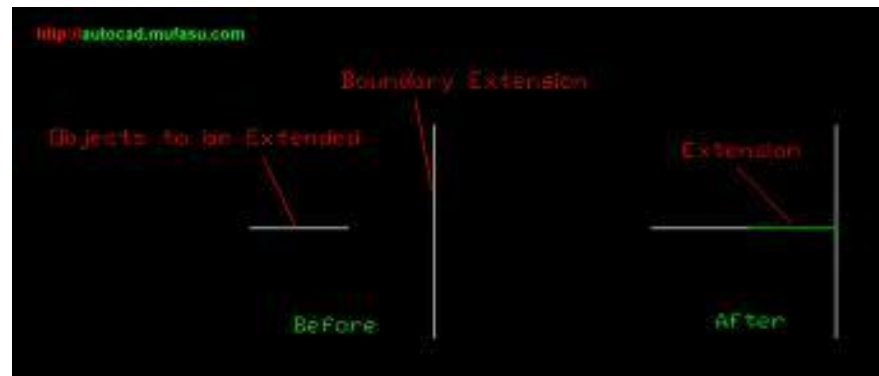 http://autocad.mufasu.com
Boundary Extension
Objects to be Extended
Extension
Before
After